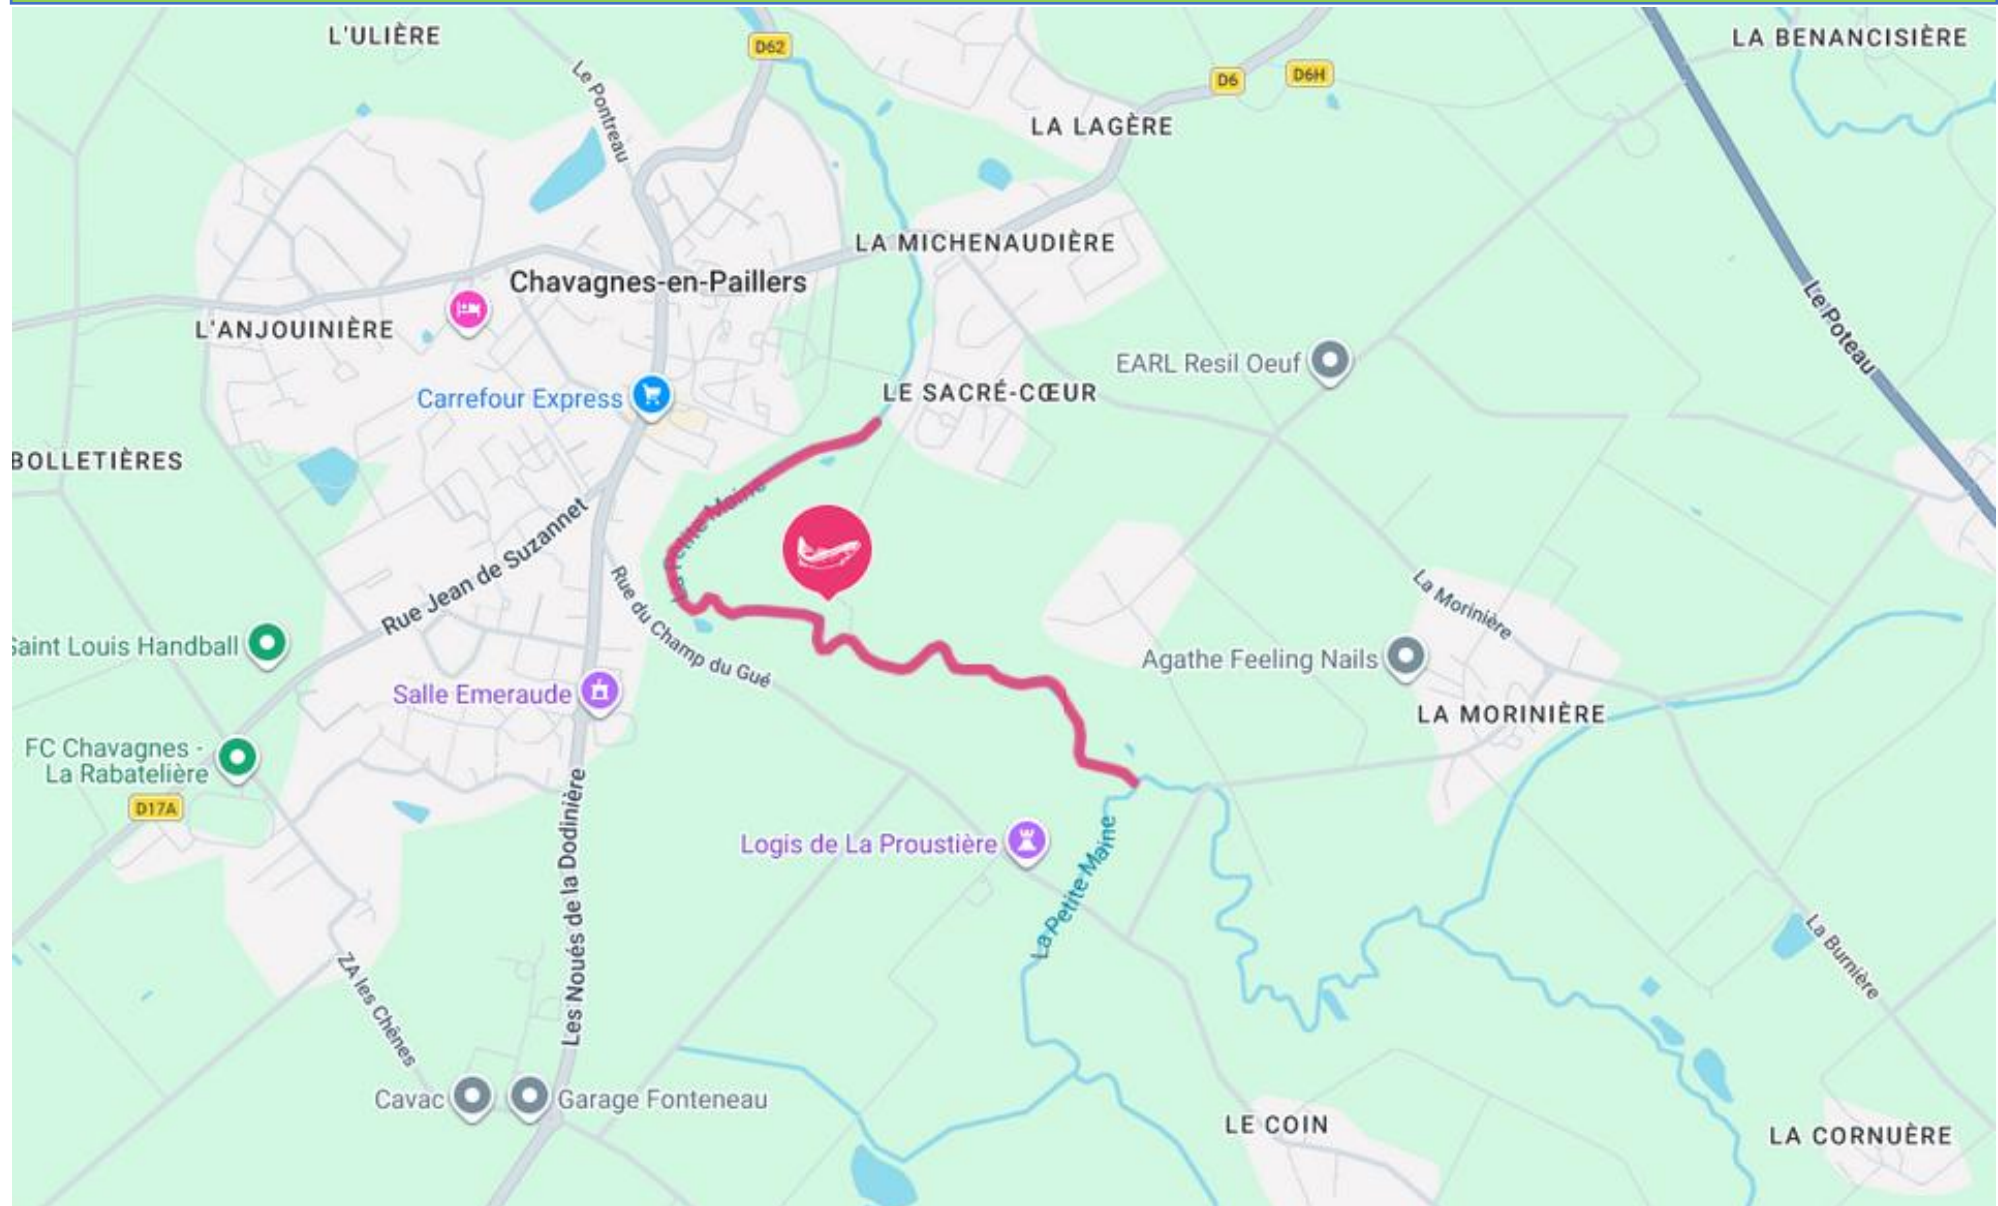 L'ULIÈRE
D62
LA BENANCISIÈRE
Le Pontreau
D6
D6H
LA LAGÈRE
LA MICHENAUDIÈRE
Chavagnes-en-Paillers
L'ANJOUINIÈRE
Le Poteau
EARL Resil Oeuf
Carrefour Express
LE SACRÉ-CŒUR
BOLLETIÈRES
La Petite Maine
Rue Jean de Suzannet
Rue du Champ du Gué
La Morinière
Saint Louis Handball
Agathe Feeling Nails
Salle Emeraude
LA MORINIÈRE
FC Chavagnes -
La Rabatelière
D17A
Logis de La Proustière
La Petite Maine
Les Noués de la Dodinière
La Burnière
ZA les Chênes
Cavac
Garage Fonteneau
LE COIN
LA CORNUÈRE